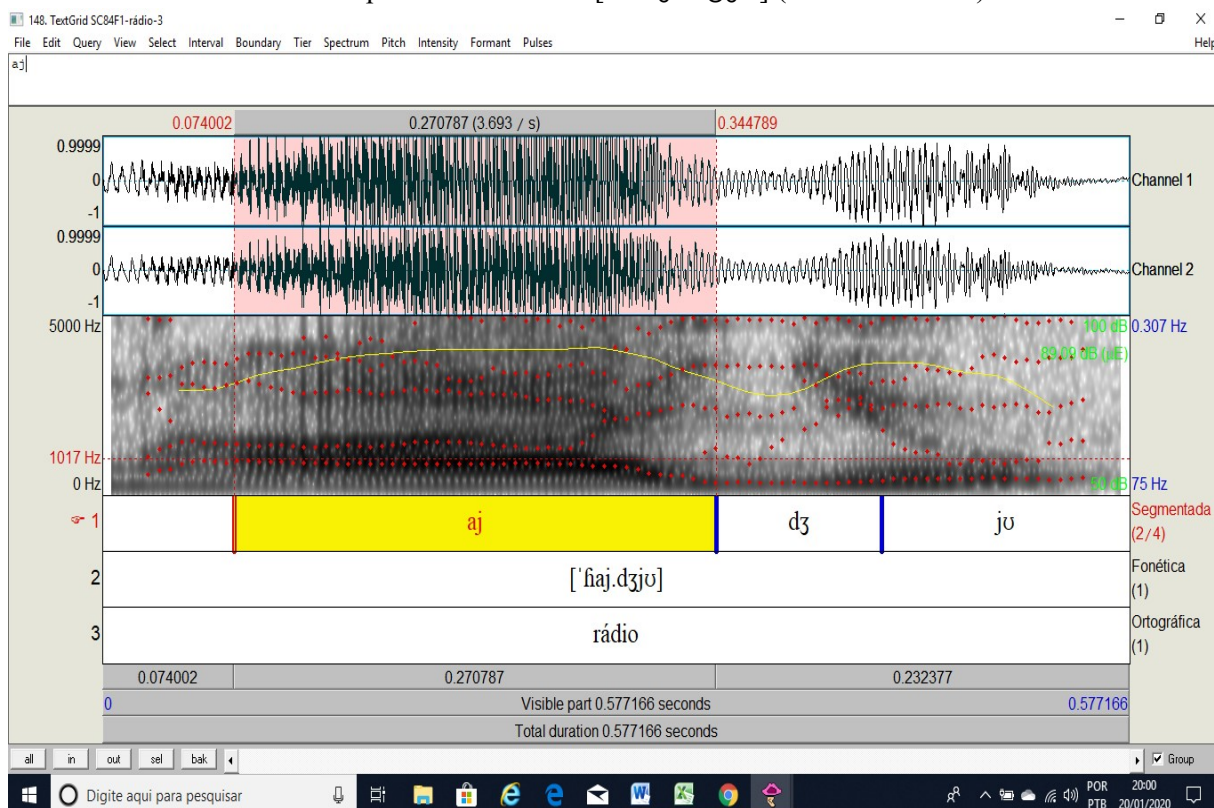 148. TextGrid SC84F1-rádio-3
File Edit Query View Select Interval Boundary Tier Spectrum Pitch Intensity Formant Pulses Help
aj
0.074002 0.270787 (3.693 / s) 0.344789
0.9999
0
-1
Channel 1
0.9999
0
-1
Channel 2
5000 Hz 100 dB 0.307 Hz
89.09 dB (µE)
1017 Hz
0 Hz 50 dB 75 Hz
1 aj dʒ jʊ Segmentada
(2/4)
2 [ˈɦaj.dʒjʊ] Fonética
(1)
3 rádio Ortográfica
(1)
0.074002 0.270787 0.232377
0 Visible part 0.577166 seconds 0.577166
Total duration 0.577166 seconds
all in out sel bak Group
Digite aqui para pesquisar POR 20:00
PTB 20/01/2020